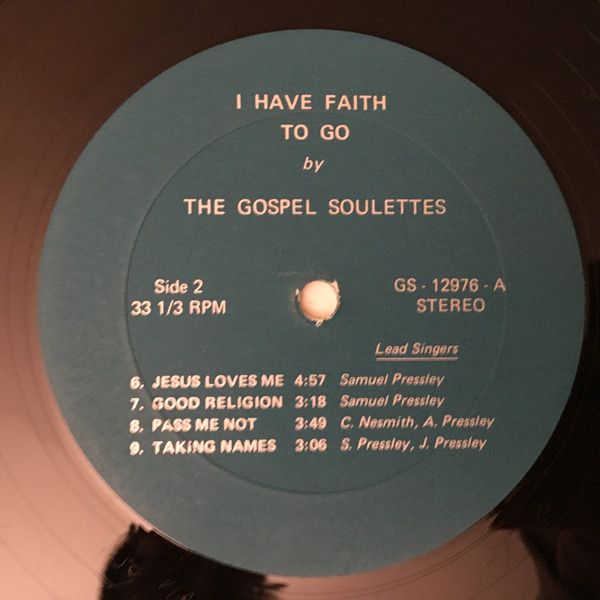 I HAVE FAITH
TO GO
by
THE GOSPEL SOULETTES
Side 2 GS - 12976 - A
33 1/3 RPM STEREO
Lead Singers
6. JESUS LOVES ME 4:57 Samuel Pressley
7. GOOD RELIGION 3:18 Samuel Pressley
8. PASS ME NOT 3:49 C. Nesmith, A. Pressley
9. TAKING NAMES 3:06 S. Pressley, J. Pressley